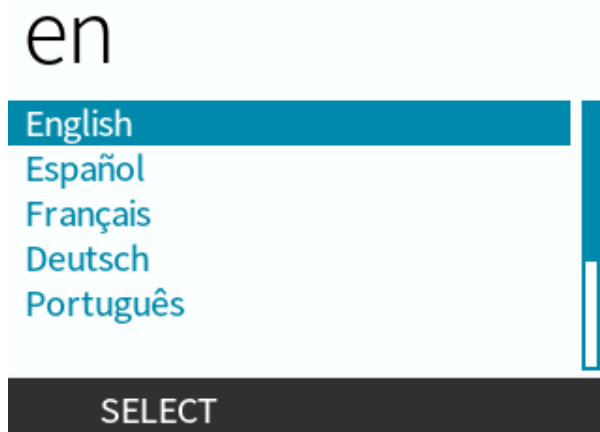 en
English
Español
Français
Deutsch
Português
SELECT